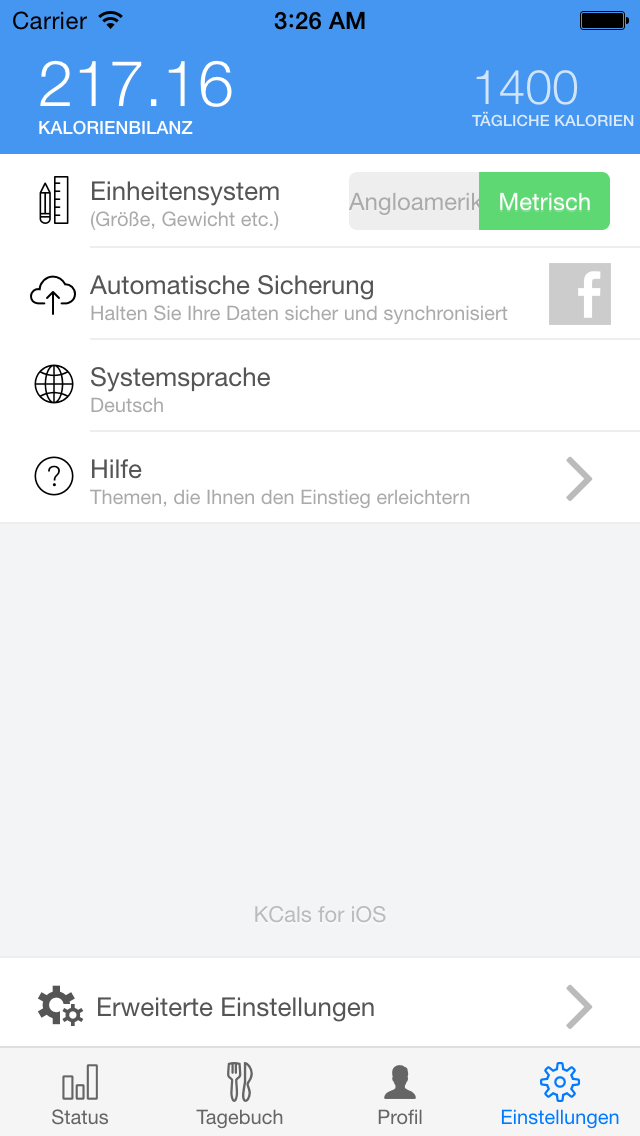 Carrier 3:26 AM
217.16 1400
KALORIENBILANZ TÄGLICHE KALORIEN
Einheitensystem
(Größe, Gewicht etc.)
Angloamerik Metrisch
Automatische Sicherung
Halten Sie Ihre Daten sicher und synchronisiert
f
Systemsprache
Deutsch
?
Hilfe
Themen, die Ihnen den Einstieg erleichtern
KCals for iOS
Erweiterte Einstellungen
Status Tagebuch Profil Einstellungen